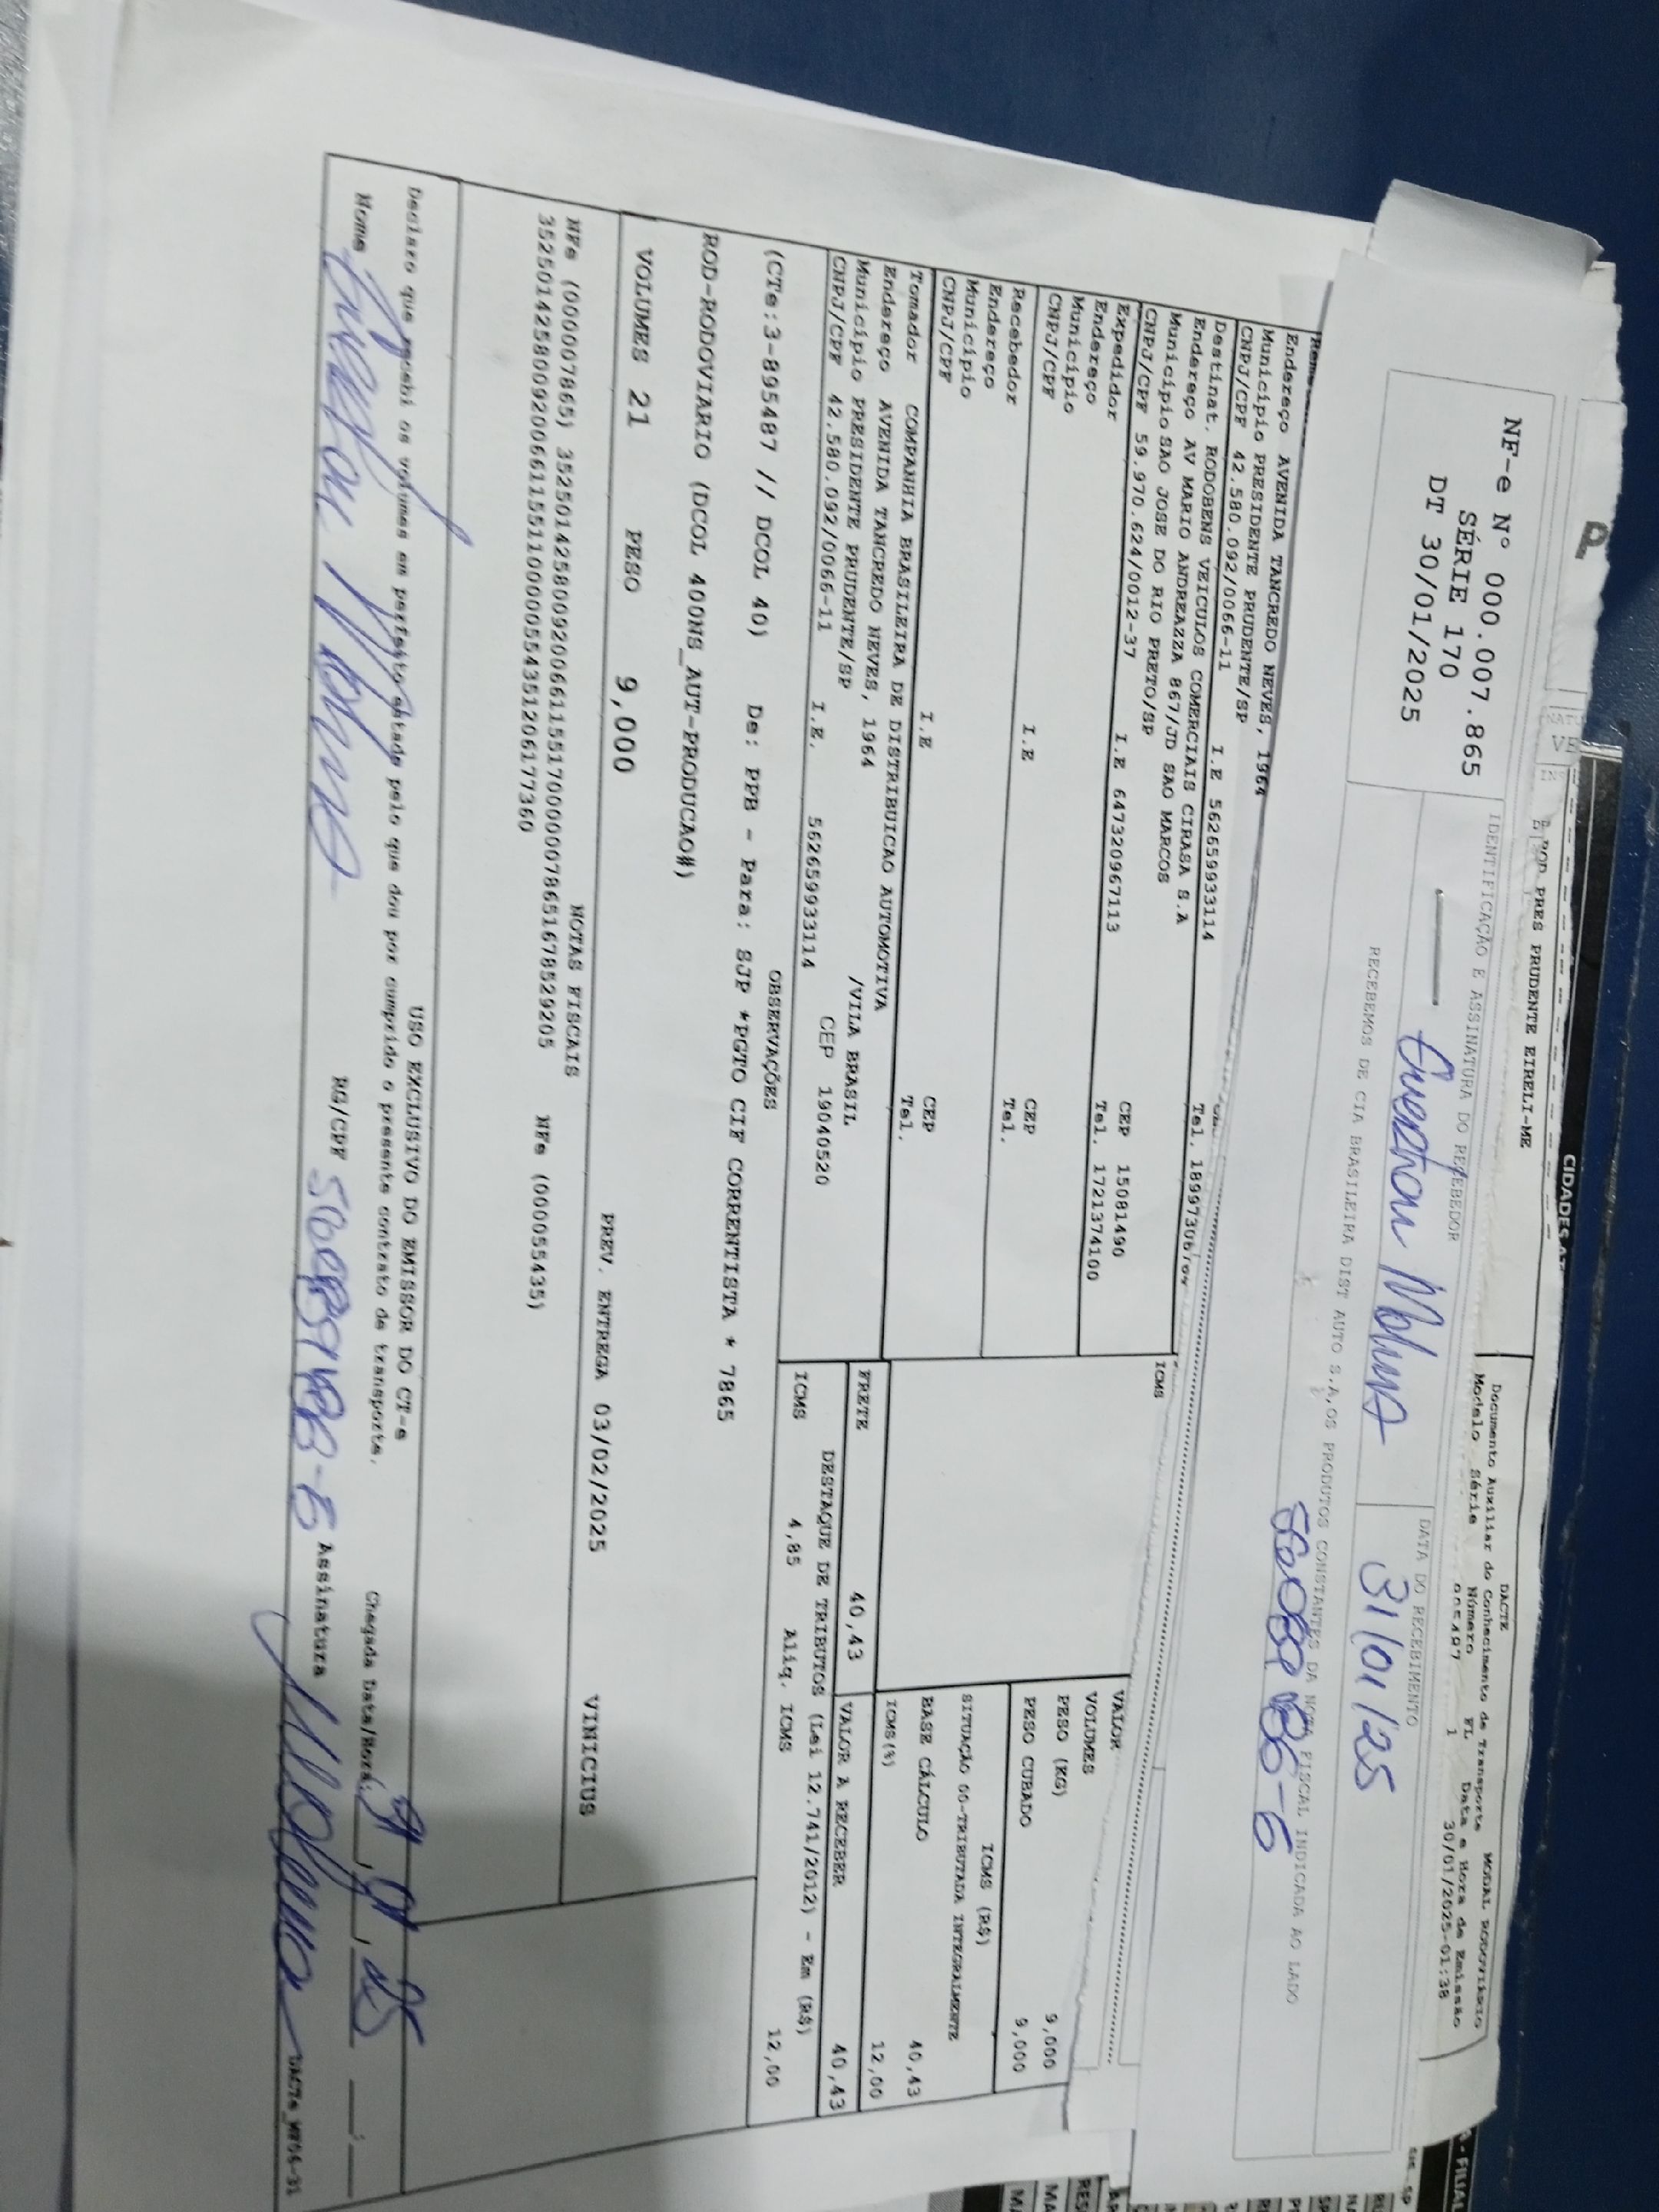 CIDADES
ROD PRES PRUDENTE EIRELI-ME
P
DACTE
Documento Auxiliar do Conhecimento de Transporte
MODAL RODOVIÁRIO
Modelo Série Número FL Data e Hora de Emissão
1 30/01/2025-01:38
NF-e Nº 000.007.865
SÉRIE 170
DT 30/01/2025
IDENTIFICAÇÃO E ASSINATURA DO RECEBEDOR
DATA DO RECEBIMENTO
31/01/25
RECEBEMOS DE CIA BRASILEIRA DIST AUTO S.A,OS PRODUTOS CONSTANTES DA NOTA FISCAL INDICADA AO LADO
Endereço AVENIDA TANCREDO NEVES, 1964
Município PRESIDENTE PRUDENTE/SP
CNPJ/CPF 42.580.092/0066-11 I.E 562659933114 Tel.
Destinat. RODOBENS VEICULOS COMERCIAIS CIRASA S.A
Endereço AV MARIO ANDREAZZA 867/JD SAO MARCOS
Município SAO JOSE DO RIO PRETO/SP CEP 15081490
CNPJ/CPF 59.970.624/0012-37 I.E 647320967113 Tel. 1721374100
Expedidor
Endereço
Município CEP
CNPJ/CPF I.E Tel.
Recebedor
Endereço
Município CEP
CNPJ/CPF I.E Tel.
Tomador COMPANHIA BRASILEIRA DE DISTRIBUICAO AUTOMOTIVA
Endereço AVENIDA TANCREDO NEVES, 1964 /VILA BRASIL
Município PRESIDENTE PRUDENTE/SP
CNPJ/CPF 42.580.092/0066-11 I.E. 562659933114 CEP 19040520
ICMS
VALOR
VOLUMES
PESO (KG) 9,000
PESO CUBADO 9,000
ICMS (R$)
SITUAÇÃO 00-TRIBUTADA INTEGRALMENTE
BASE CÁLCULO 40,43
ICMS(%) 12,00
FRETE 40,43 VALOR A RECEBER 40,43
DESTAQUE DE TRIBUTOS (Lei 12.741/2012) - Em (R$)
ICMS 4,85 Aliq. ICMS 12,00
OBSERVAÇÕES
(CTe:3-895487 // DCOL 40) De: PPB - Para: SJP *PGTO CIF CORRENTISTA * 7865
ROD-RODOVIARIO (DCOL 400NS_AUT-PRODUCAO#)
VOLUMES 21 PESO 9,000 PREV. ENTREGA 03/02/2025 VINICIUS
NOTAS FISCAIS
NFe (000007865) 35250142580092006611551700000078651678529205 NFe (000055435)
35250142580092006611551100000554351206177360
USO EXCLUSIVO DO EMISSOR DO CT-e
Declaro que recebi os volumes em perfeito estado pelo que dou por cumprido o presente contrato de transporte.
Chegada Data/Hora: 31, 01, 25
Nome RG/CPF Assinatura